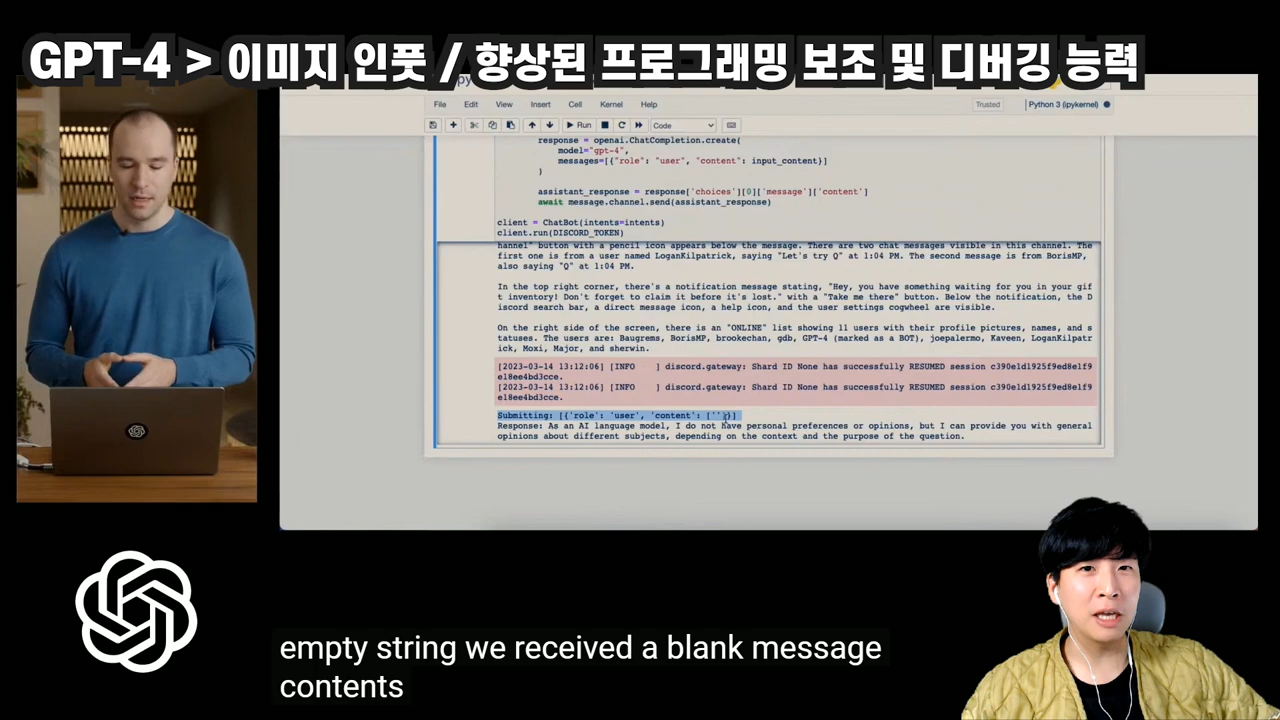 GPT-4 > 이미지 인풋 / 향상된 프로그래밍 보조 및 디버깅 능력
File Edit View Insert Cell Kernel Help
Trusted
Python 3 (ipykernel)
Run
Code
response = openai.ChatCompletion.create(
model="gpt-4",
messages=[{"role": "user", "content": input_content}]
)
assistant_response = response['choices'][0]['message']['content']
await message.channel.send(assistant_response)
client = ChatBot(intents=intents)
client.run(DISCORD_TOKEN)
hannel" button with a pencil icon appears below the message. There are two chat messages visible in this channel. The
first one is from a user named LoganKilpatrick, saying "Let's try Q" at 1:04 PM. The second message is from BorisMP,
also saying "Q" at 1:04 PM.
In the top right corner, there's a notification message stating, "Hey, you have something waiting for you in your gif
t inventory! Don't forget to claim it before it's lost." with a "Take me there" button. Below the notification, the D
iscord search bar, a direct message icon, a help icon, and the user settings cogwheel are visible.
On the right side of the screen, there is an "ONLINE" list showing 11 users with their profile pictures, names, and s
tatuses. The users are: Baugrems, BorisMP, brookechan, gdb, GPT-4 (marked as a BOT), joepalermo, Kaveen, LoganKilpatr
ick, Moxi, Major, and sherwin.
[2023-03-14 13:12:06] [INFO    ] discord.gateway: Shard ID None has successfully RESUMED session c390e1d1925f9ed8e1f9
e18ee4bd3cce.
[2023-03-14 13:12:06] [INFO    ] discord.gateway: Shard ID None has successfully RESUMED session c390e1d1925f9ed8e1f9
e18ee4bd3cce.
Submitting: [{'role': 'user', 'content': ['']}]
Response: As an AI language model, I do not have personal preferences or opinions, but I can provide you with general
opinions about different subjects, depending on the context and the purpose of the question.
empty string we received a blank message
contents